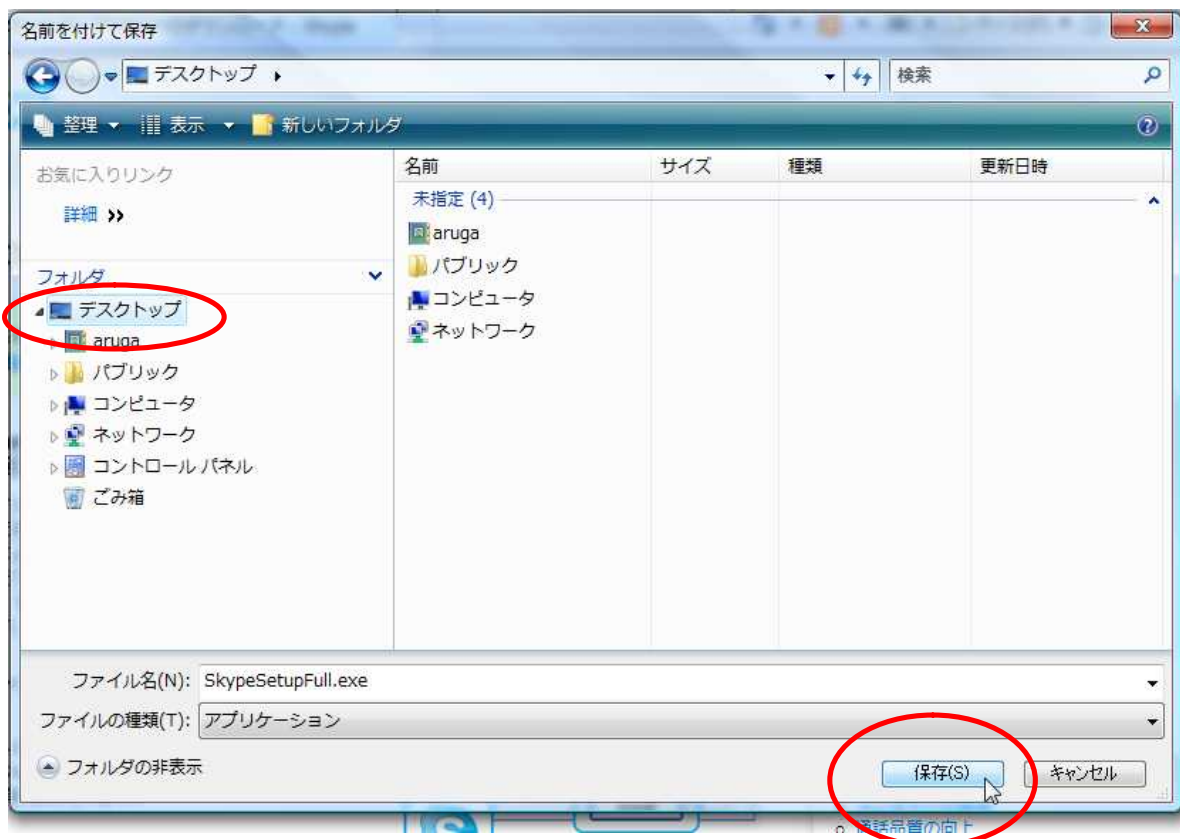 名前を付けて保存
デスクトップ
検索
整理 表示 新しいフォルダ
お気に入りリンク
詳細
フォルダ
デスクトップ
aruga
パブリック
コンピュータ
ネットワーク
コントロール パネル
ごみ箱
名前 サイズ 種類 更新日時
未指定 (4)
aruga
パブリック
コンピュータ
ネットワーク
ファイル名(N): SkypeSetupFull.exe
ファイルの種類(T): アプリケーション
フォルダの非表示 保存(S) キャンセル
通話品質の向上